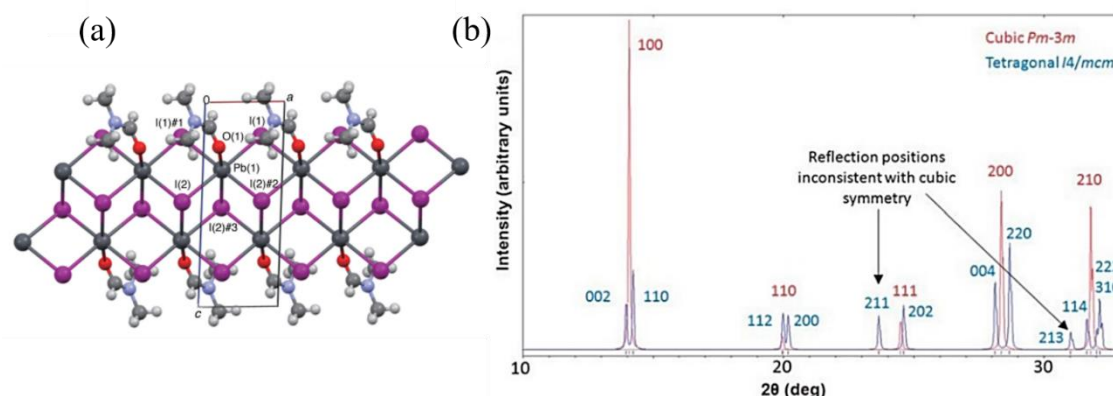 (a)
0
a
I(1)#1
I(1)
O(1)
Pb(1)
I(2)
I(2)#2
I(2)#3
c
(b)
Intensity (arbitrary units)
100
Cubic Pm-3m
Tetragonal I4/mcm
Reflection positions
inconsistent with cubic
symmetry
200
210
220
004
002
110
110
112
200
211
111
202
213
114
310
10
20
30
2θ (deg)